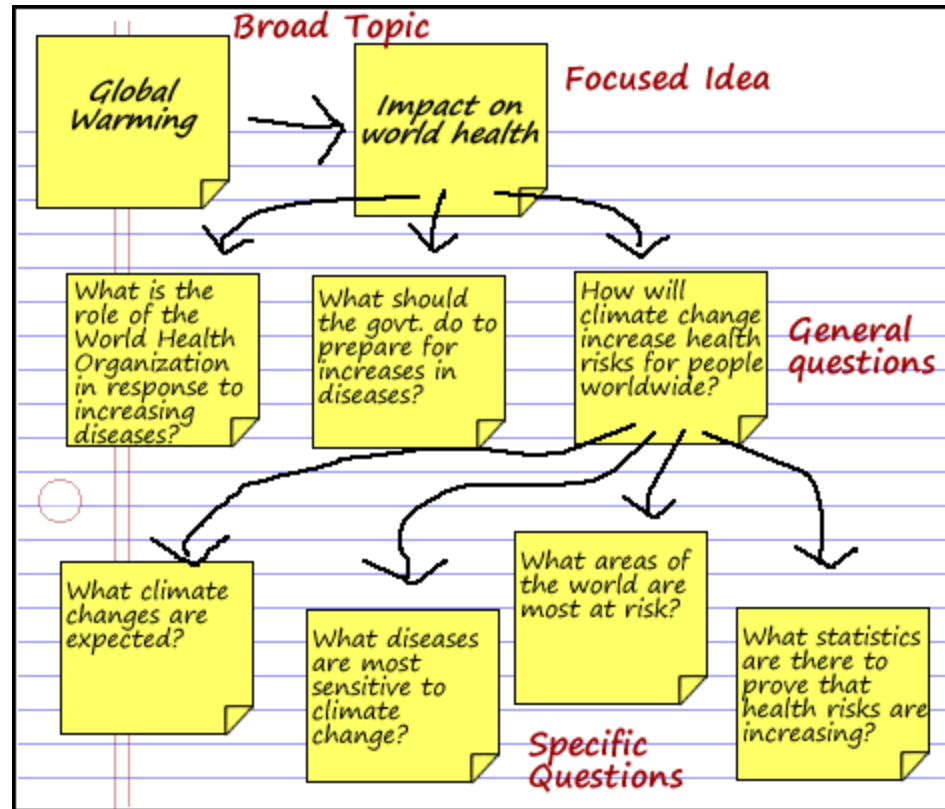 Broad Topic
Global
Warming
Impact on
world health
Focused Idea
What is the
role of the
World Health
Organization
in response to
increasing
diseases?
What should
the govt. do to
prepare for
increases in
diseases?
How will
climate change
increase health
risks for people
worldwide?
General
questions
What climate
changes are
expected?
What diseases
are most
sensitive to
climate
change?
What areas of
the world are
most at risk?
What statistics
are there to
prove that
health risks are
increasing?
Specific
Questions